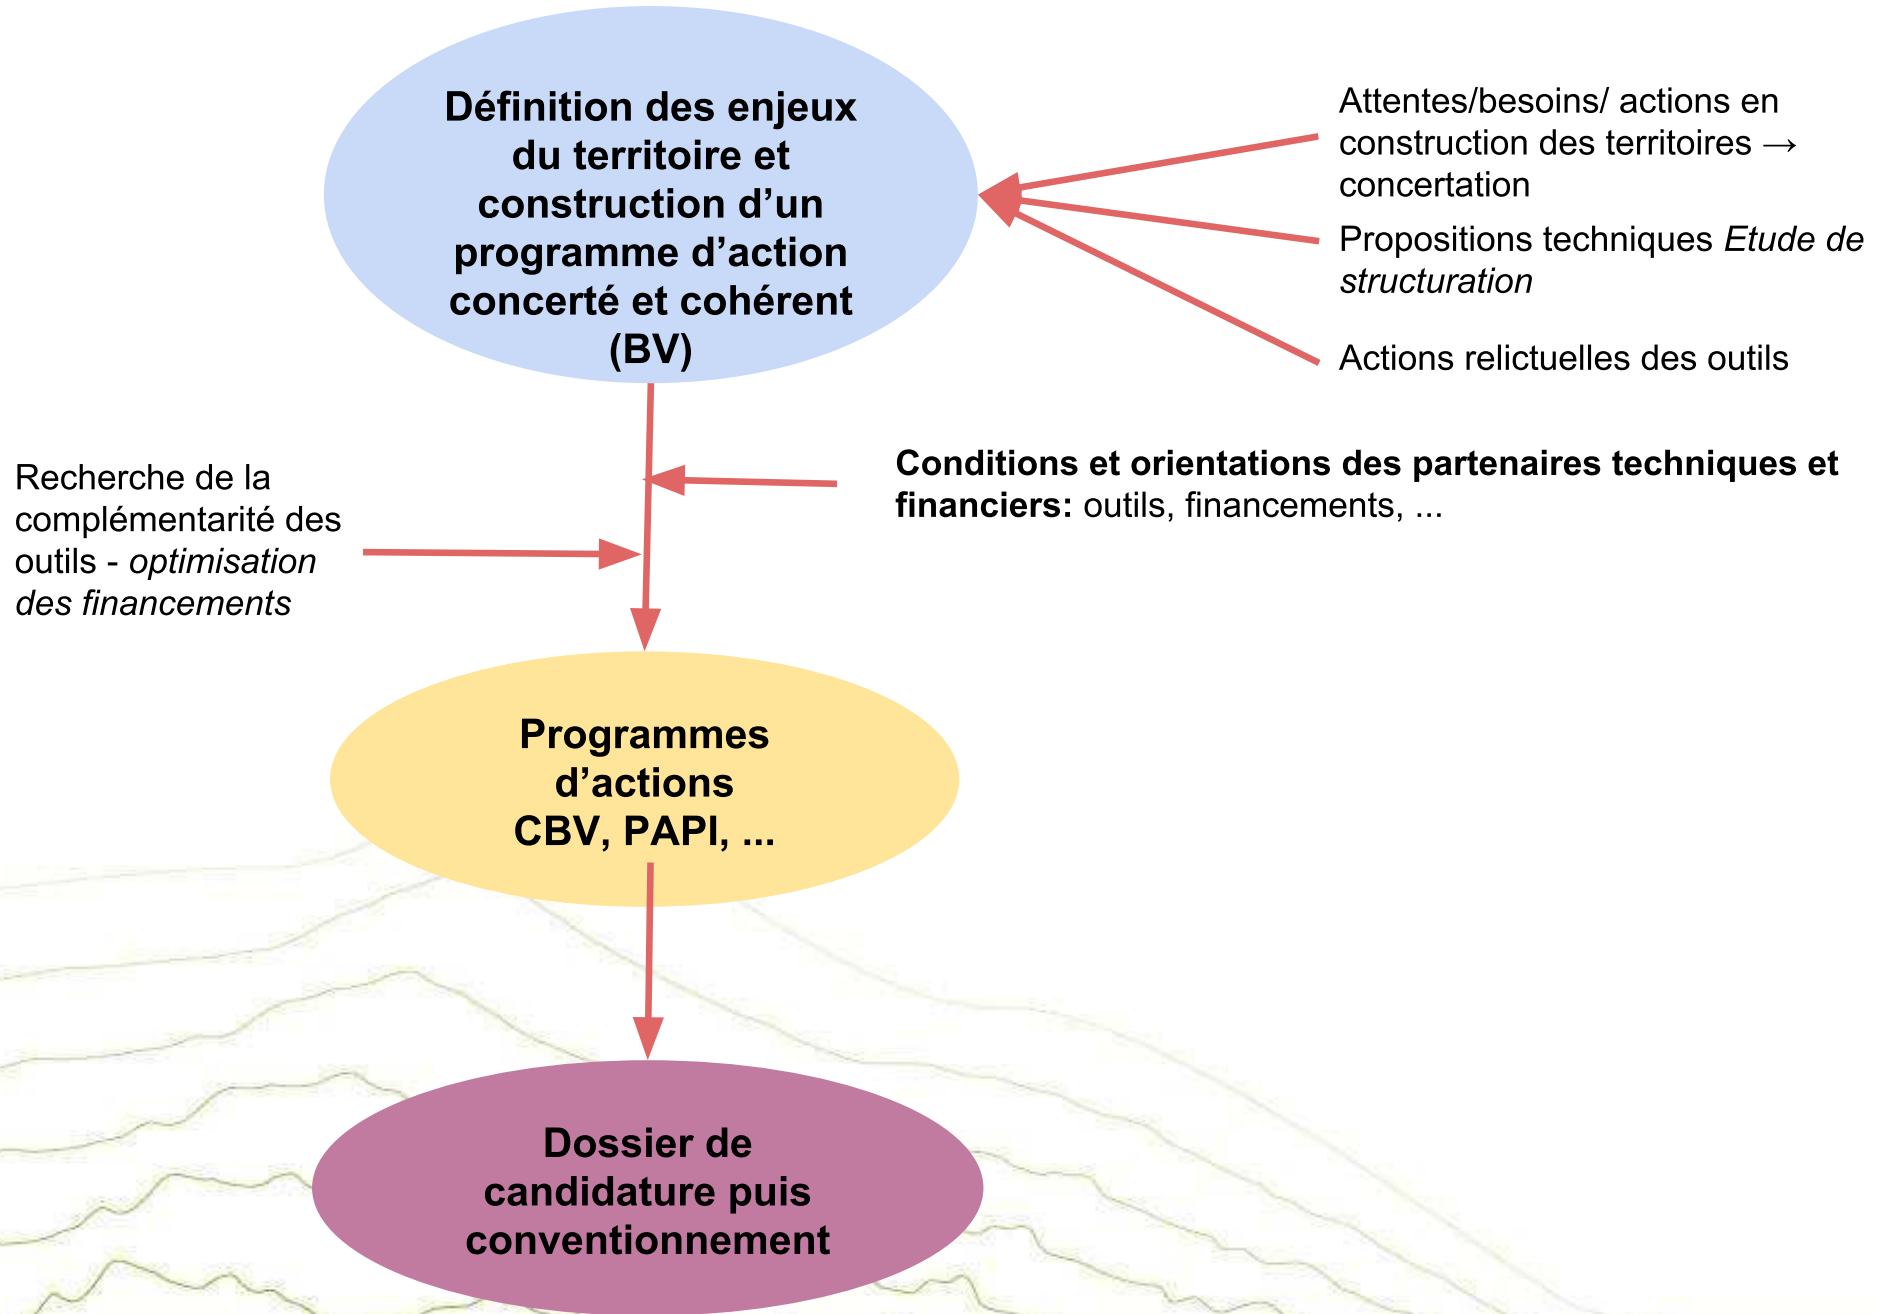 Définition des enjeux
du territoire et
construction d’un
programme d’action
concerté et cohérent
(BV)
Attentes/besoins/ actions en
construction des territoires →
concertation
Propositions techniques Etude de
structuration
Actions relictuelles des outils
Conditions et orientations des partenaires techniques et
financiers: outils, financements, ...
Recherche de la
complémentarité des
outils - optimisation
des financements
Programmes
d’actions
CBV, PAPI, ...
Dossier de
candidature puis
conventionnement